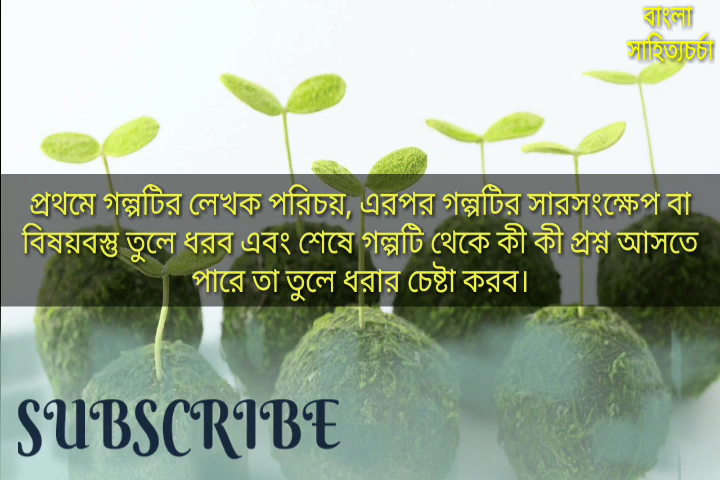 বাংলা
সাহিত্যচর্চা
প্রথমে গল্পটির লেখক পরিচয়, এরপর গল্পটির সারসংক্ষেপ বা
বিষয়বস্তু তুলে ধরব এবং শেষে গল্পটি থেকে কী কী প্রশ্ন আসতে
পারে তা তুলে ধরার চেষ্টা করব।
SUBSCRIBE